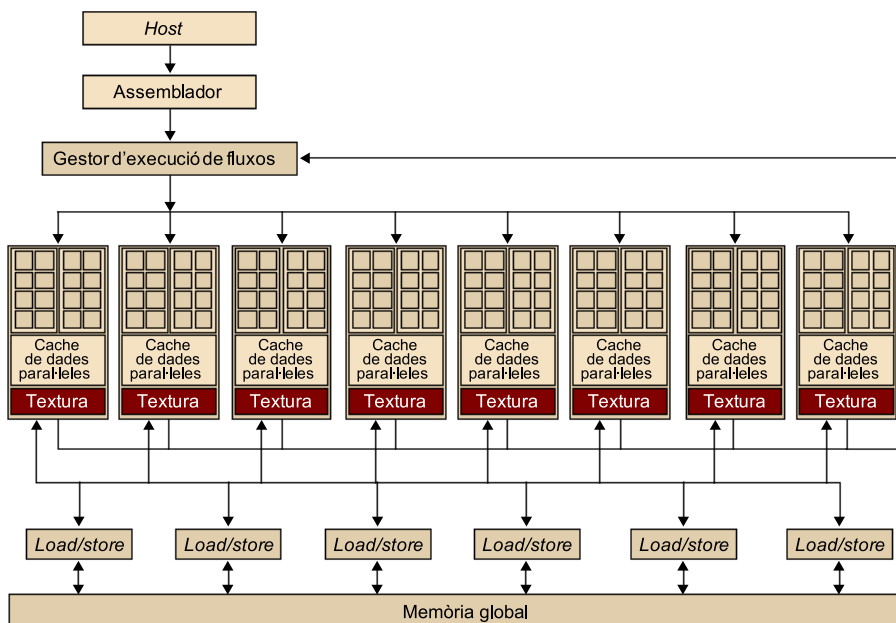 Host
Assemblador
Gestor d'execució de fluxos
Cache
de dades
paral·leles
Textura
Cache
de dades
paral·leles
Textura
Cache
de dades
paral·leles
Textura
Cache
de dades
paral·leles
Textura
Cache
de dades
paral·leles
Textura
Cache
de dades
paral·leles
Textura
Cache
de dades
paral·leles
Textura
Cache
de dades
paral·leles
Textura
Load/store
Load/store
Load/store
Load/store
Load/store
Load/store
Memòria global